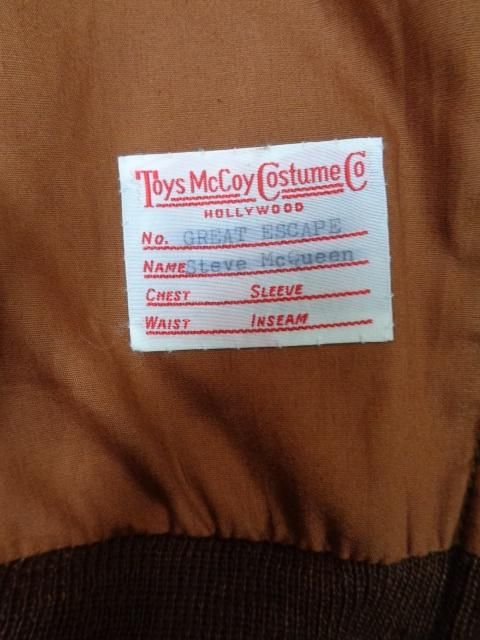 Toys McCoy Costume Co
HOLLYWOOD
No. GREAT ESCAPE
NAME Steve McQueen
CHEST SLEEVE
WAIST INSEAM